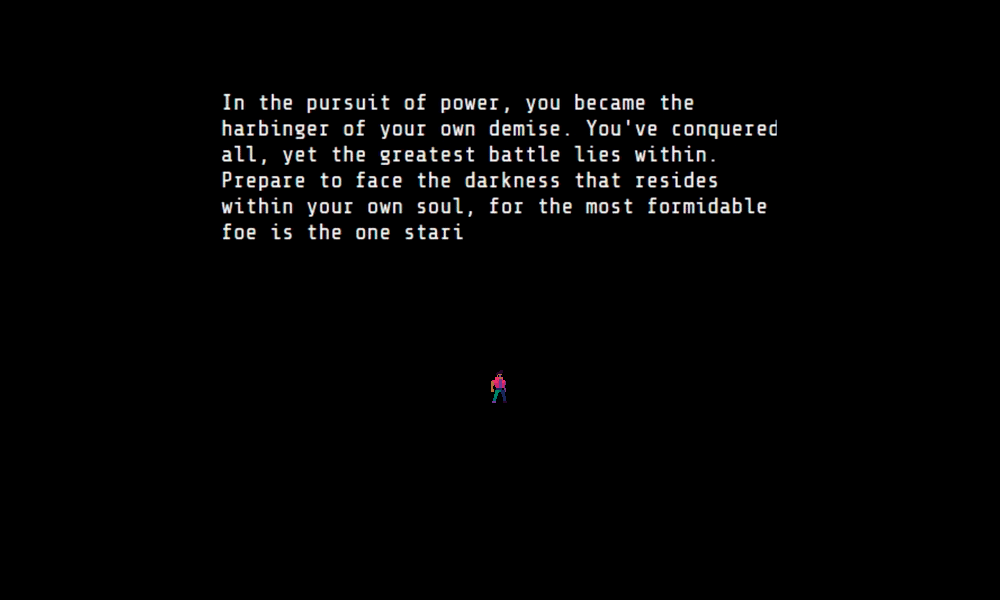 In the pursuit of power, you became the
harbinger of your own demise. You've conquered
all, yet the greatest battle lies within.
Prepare to face the darkness that resides
within your own soul, for the most formidable
foe is the one stari